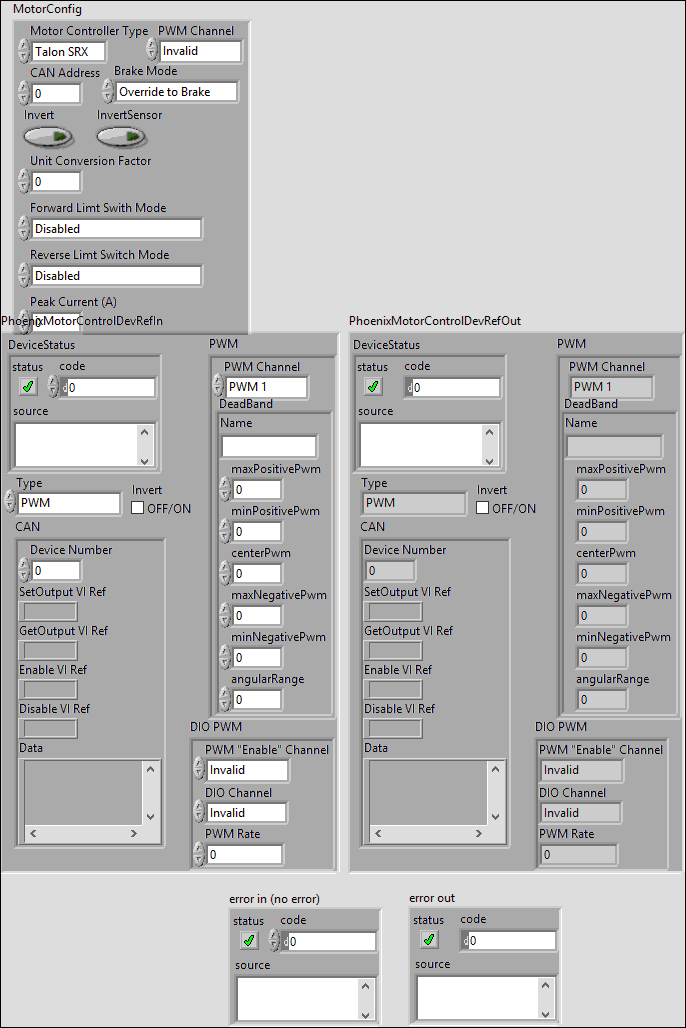 MotorConfig
Motor Controller Type PWM Channel
Talon SRX Invalid
CAN Address Brake Mode
0 Override to Brake
Invert InvertSensor
Unit Conversion Factor
0
Forward Limt Swith Mode
Disabled
Reverse Limt Switch Mode
Disabled
Peak Current (A)
0
PhoenixMotorControlDevRefIn
DeviceStatus
status code
d 0
source
Type
PWM
Invert
OFF/ON
CAN
Device Number
0
SetOutput VI Ref
GetOutput VI Ref
Enable VI Ref
Disable VI Ref
Data
PWM
PWM Channel
PWM 1
DeadBand
Name
maxPositivePwm
0
minPositivePwm
0
centerPwm
0
maxNegativePwm
0
minNegativePwm
0
angularRange
0
DIO PWM
PWM "Enable" Channel
Invalid
DIO Channel
Invalid
PWM Rate
0
PhoenixMotorControlDevRefOut
DeviceStatus
status code
d 0
source
Type
PWM
Invert
OFF/ON
CAN
Device Number
0
SetOutput VI Ref
GetOutput VI Ref
Enable VI Ref
Disable VI Ref
Data
PWM
PWM Channel
PWM 1
DeadBand
Name
maxPositivePwm
0
minPositivePwm
0
centerPwm
0
maxNegativePwm
0
minNegativePwm
0
angularRange
0
DIO PWM
PWM "Enable" Channel
Invalid
DIO Channel
Invalid
PWM Rate
0
error in (no error)
status code
d 0
source
error out
status code
d 0
source